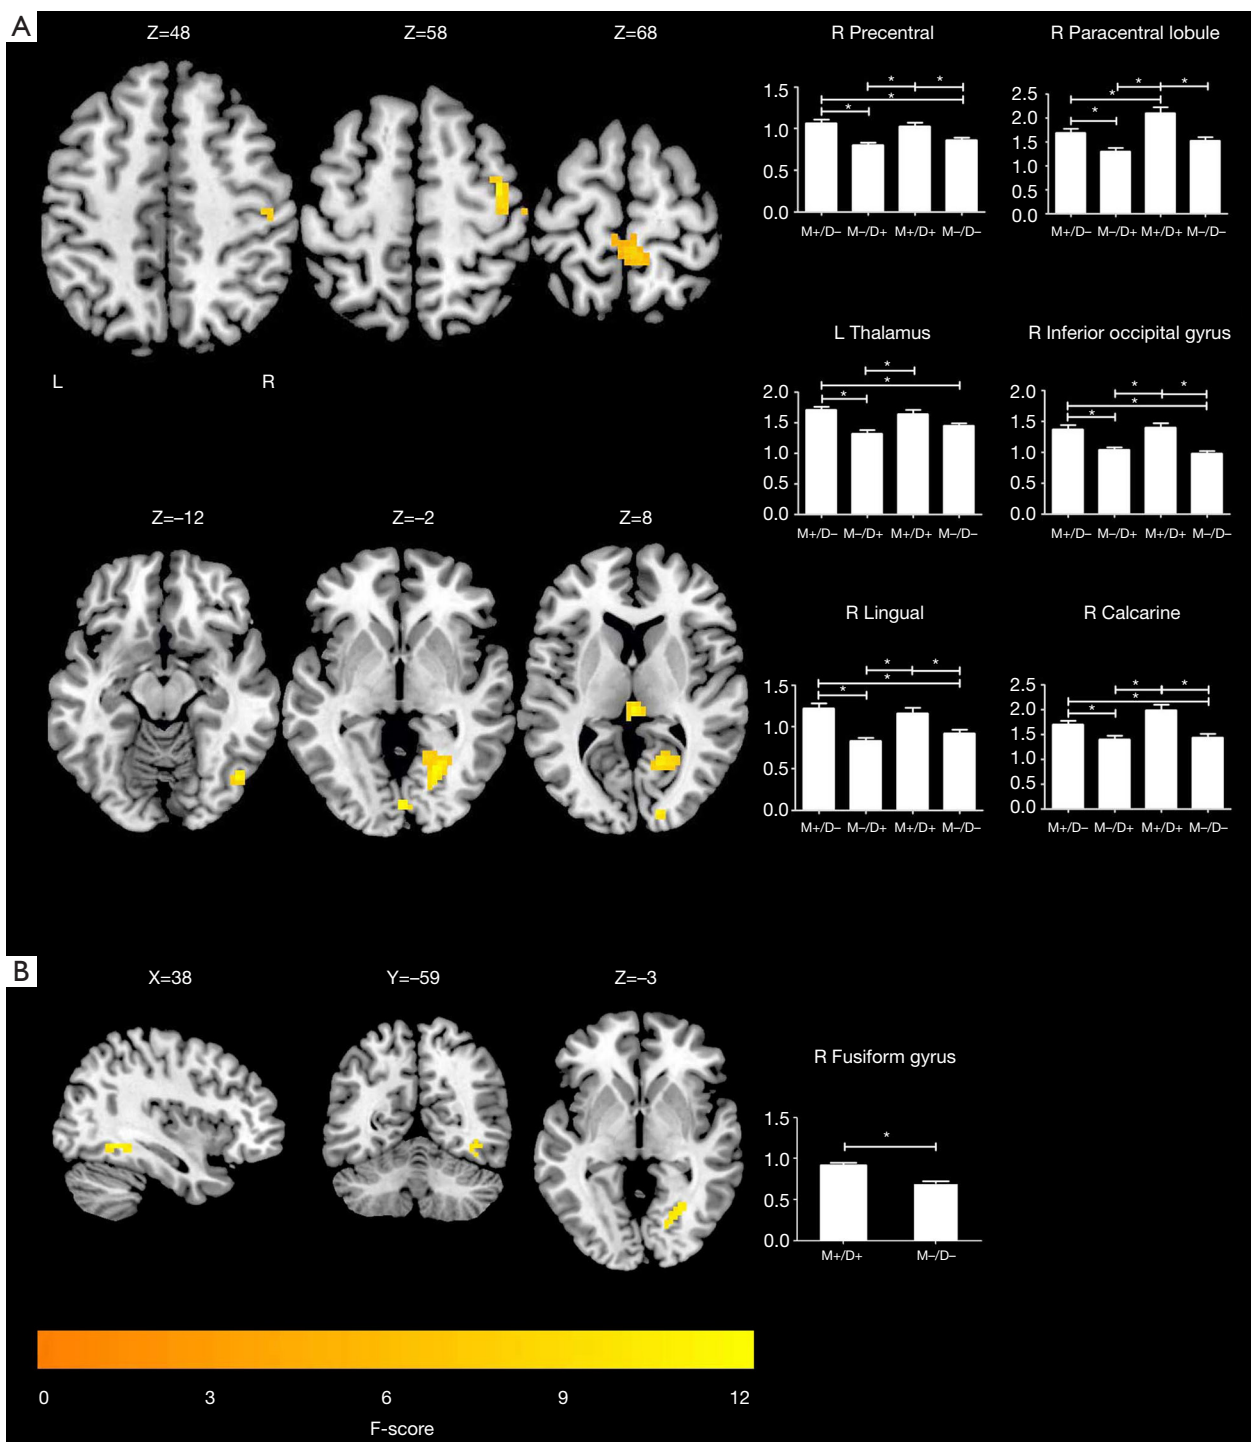 A
Z=48 Z=58 Z=68
L R
Z=–12 Z=–2 Z=8
R Precentral
1.5
1.0
0.5
0.0
* *
*
*
M+/D– M–/D+ M+/D+ M–/D–
R Paracentral lobule
2.5
2.0
1.5
1.0
0.5
0.0
* *
*
*
M+/D– M–/D+ M+/D+ M–/D–
L Thalamus
2.0
1.5
1.0
0.5
0.0
*
*
*
M+/D– M–/D+ M+/D+ M–/D–
R Inferior occipital gyrus
2.0
1.5
1.0
0.5
0.0
* *
*
*
M+/D– M–/D+ M+/D+ M–/D–
R Lingual
1.5
1.0
0.5
0.0
* *
*
*
M+/D– M–/D+ M+/D+ M–/D–
R Calcarine
2.5
2.0
1.5
1.0
0.5
0.0
* *
*
*
M+/D– M–/D+ M+/D+ M–/D–
B
X=38 Y=–59 Z=–3
R Fusiform gyrus
1.5
1.0
0.5
0.0
*
M+/D+ M–/D–
0 3 6 9 12
F-score